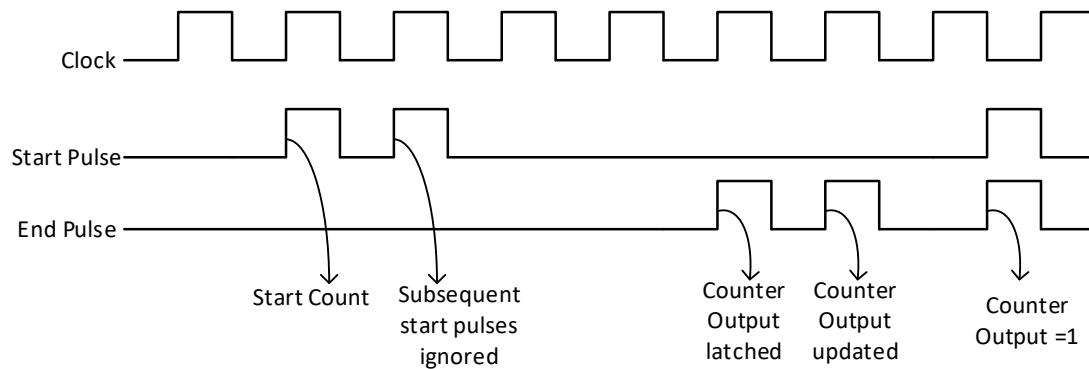 Clock
Start Pulse
End Pulse
Start Count
Subsequent
start pulses
ignored
Counter
Output
latched
Counter
Output
updated
Counter
Output =1